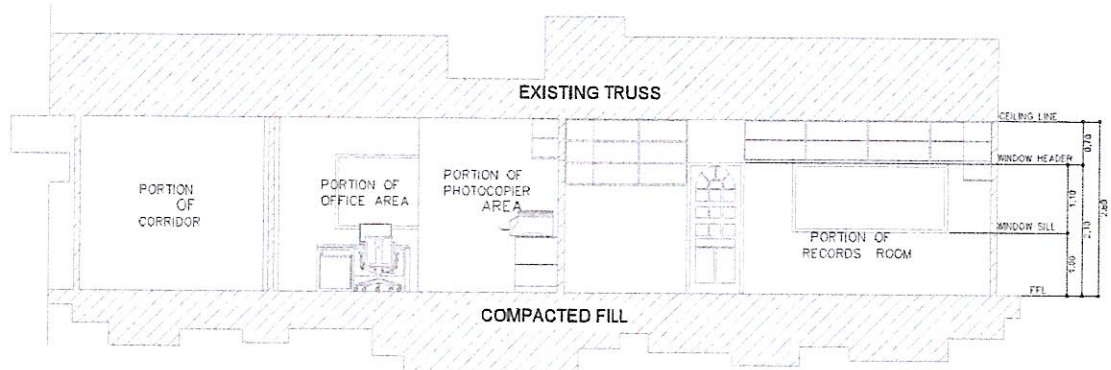 EXISTING TRUSS
CEILING LINE
0.70
WINDOW HEADER
PORTION
OF
CORRIDOR
PORTION OF
OFFICE AREA
PORTION OF
PHOTOCOPIER
AREA
1.10
2.10
2.80
WINDOW SILL
PORTION OF
RECORDS ROOM
1.00
FFL
COMPACTED FILL